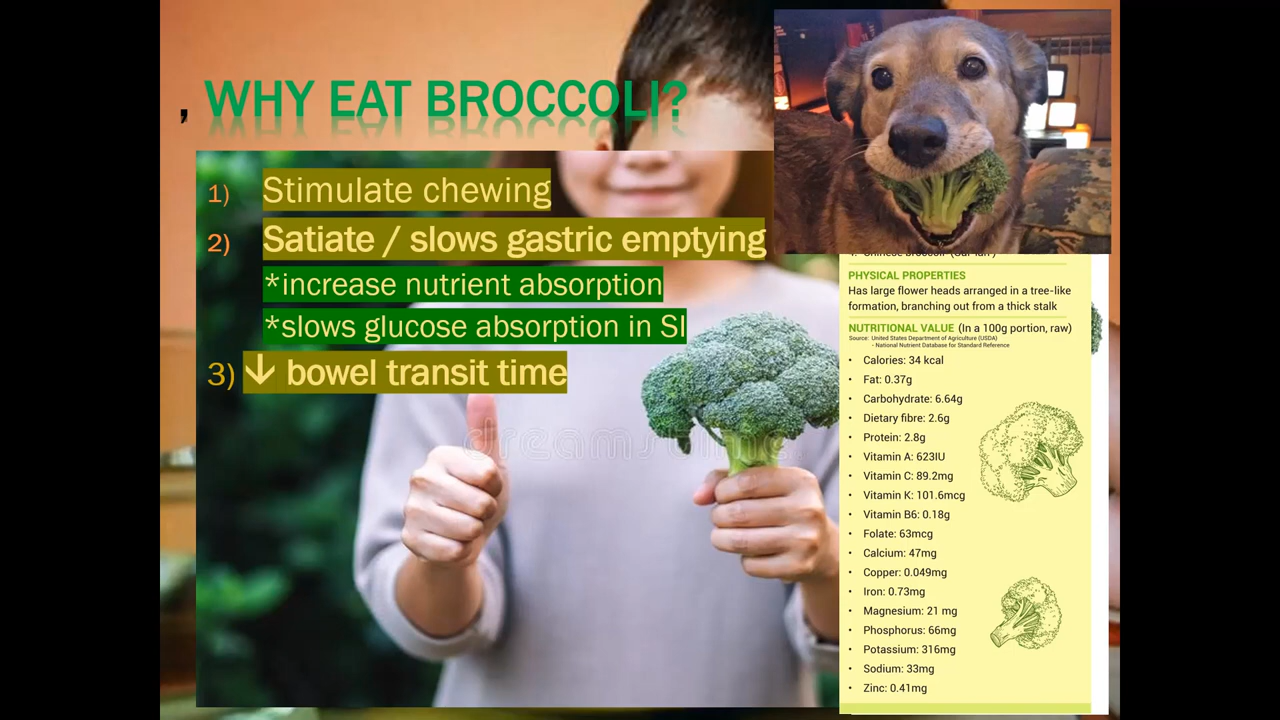 , WHY EAT BROCCOLI?
1) Stimulate chewing
2) Satiate / slows gastric emptying
*increase nutrient absorption
*slows glucose absorption in SI
3) ↓ bowel transit time
PHYSICAL PROPERTIES
Has large flower heads arranged in a tree-like
formation, branching out from a thick stalk
NUTRITIONAL VALUE (In a 100g portion, raw)
Source: United States Department of Agriculture (USDA)
- National Nutrient Database for Standard Reference
• Calories: 34 kcal
• Fat: 0.37g
• Carbohydrate: 6.64g
• Dietary fibre: 2.6g
• Protein: 2.8g
• Vitamin A: 623IU
• Vitamin C: 89.2mg
• Vitamin K: 101.6mcg
• Vitamin B6: 0.18g
• Folate: 63mcg
• Calcium: 47mg
• Copper: 0.049mg
• Iron: 0.73mg
• Magnesium: 21 mg
• Phosphorus: 66mg
• Potassium: 316mg
• Sodium: 33mg
• Zinc: 0.41mg